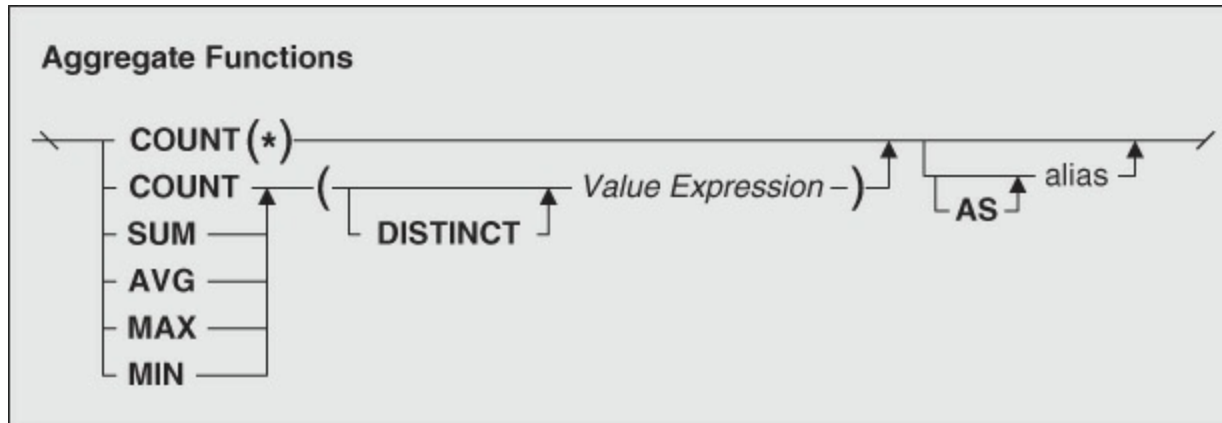 Aggregate Functions
COUNT(*)
COUNT ( DISTINCT Value Expression ) AS alias
SUM
AVG
MAX
MIN